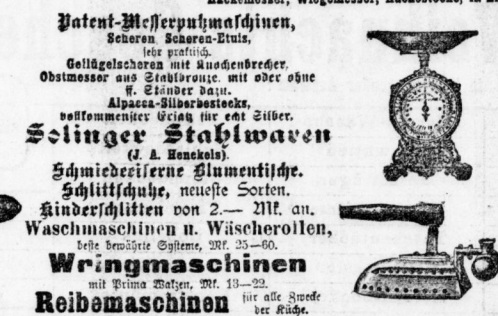 Patent-Messerputzmaschinen,
Scheren, Scheren-Etuis,
sehr praktisch.
Geflügelscheren mit Knochenbrecher,
Obstmesser aus Stahlbronze, mit oder ohne
ff. Ständer dazu.
Alpacca-Silberbestecks,
vollkommenster Ersatz für echt Silber.
Solinger Stahlwaren
(J. A. Henckels).
Schmiedeeiserne Blumentische.
Schlittschuhe, neueste Sorten.
Kinderschlitten von 2.— Mk. an.
Waschmaschinen u. Wäscherollen,
beste bewährte Systeme, Mk. 25—60.
Wringmaschinen
mit Prima Walzen, Mk. 13—22.
Reibemaschinen für alle Zwecke
der Küche.